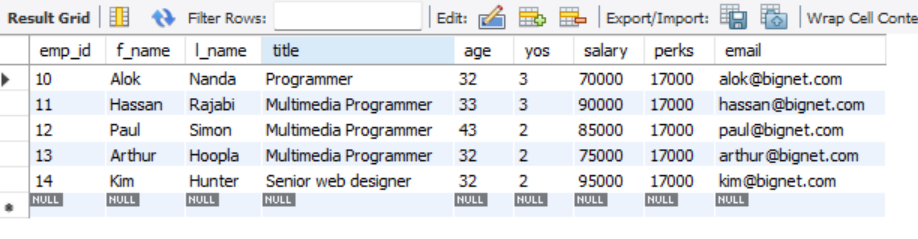 Result Grid Filter Rows: Edit: Export/Import: Wrap Cell Conte
emp_id f_name l_name title age yos salary perks email
10 Alok Nanda Programmer 32 3 70000 17000 alok@bignet.com
11 Hassan Rajabi Multimedia Programmer 33 3 90000 17000 hassan@bignet.com
12 Paul Simon Multimedia Programmer 43 2 85000 17000 paul@bignet.com
13 Arthur Hoopla Multimedia Programmer 32 2 75000 17000 arthur@bignet.com
14 Kim Hunter Senior web designer 32 2 95000 17000 kim@bignet.com
NULL NULL NULL NULL NULL NULL NULL NULL NULL